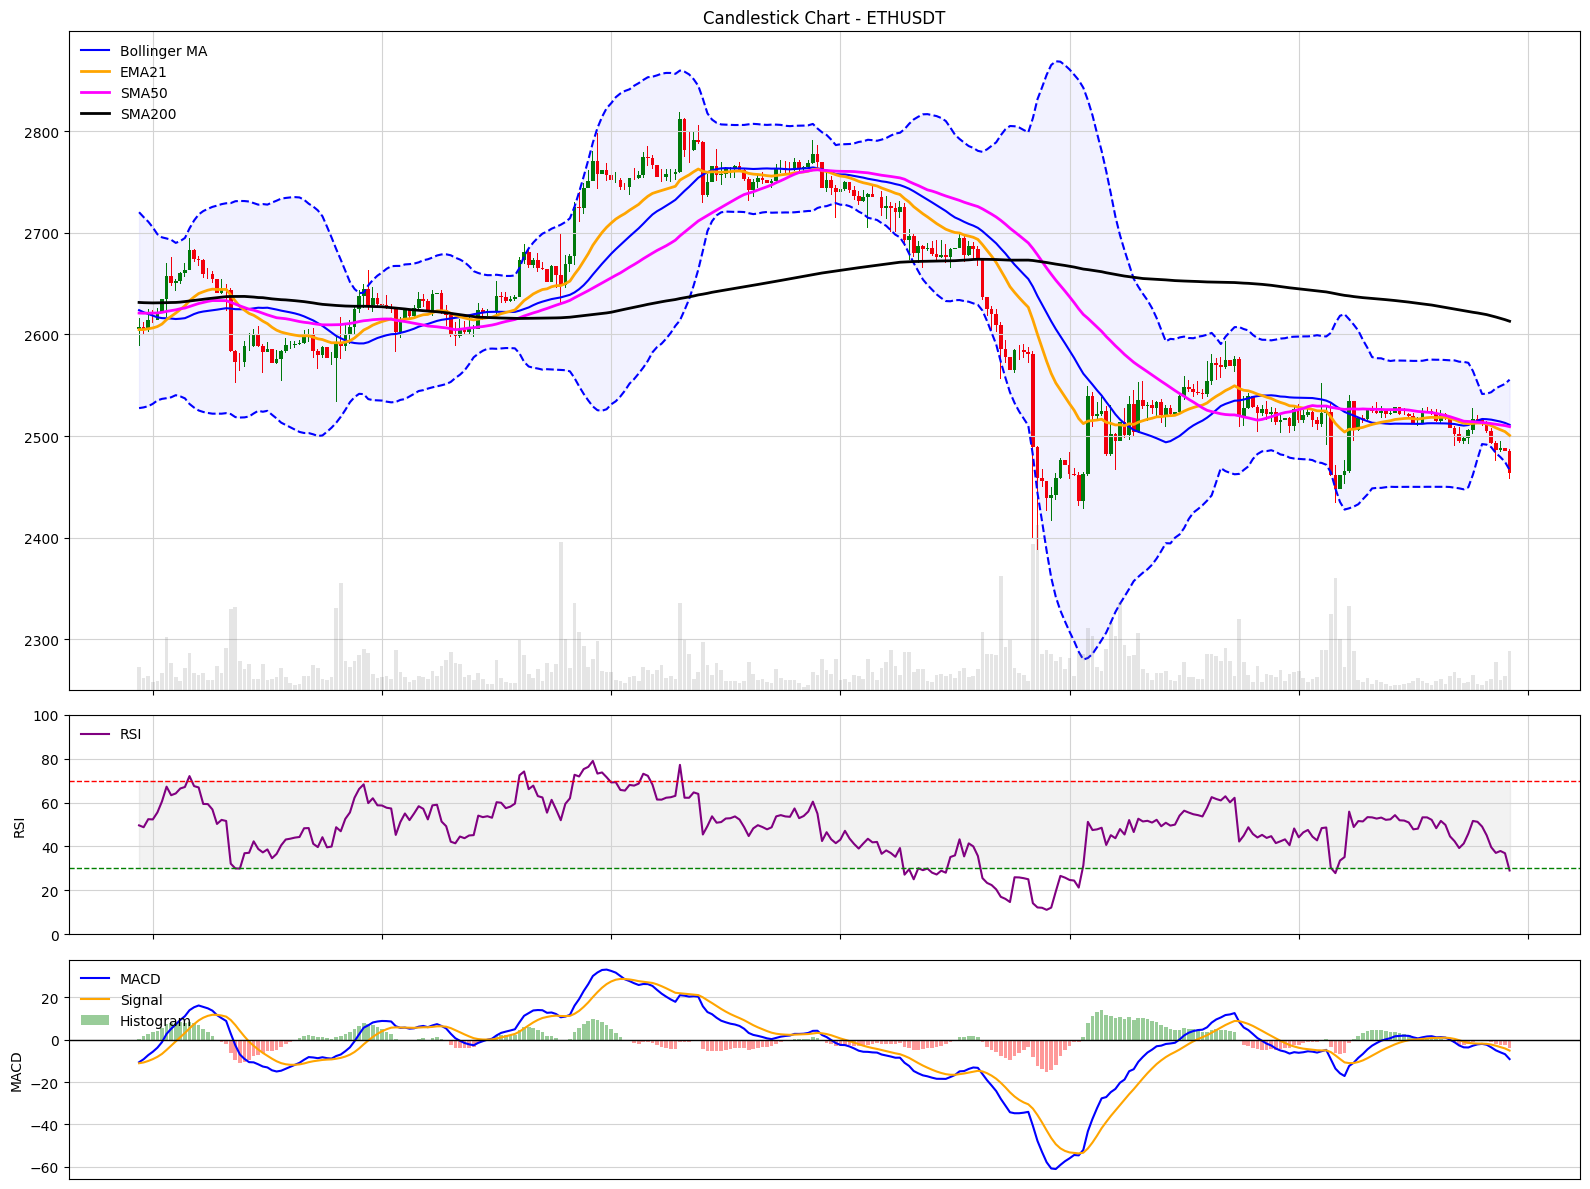 Candlestick Chart - ETHUSDT
Bollinger MA
EMA21
SMA50
SMA200
2800
2700
2600
2500
2400
2300
RSI
100
80
60
40
20
0
RSI
MACD
Signal
Histogram
20
0
−20
−40
−60
MACD